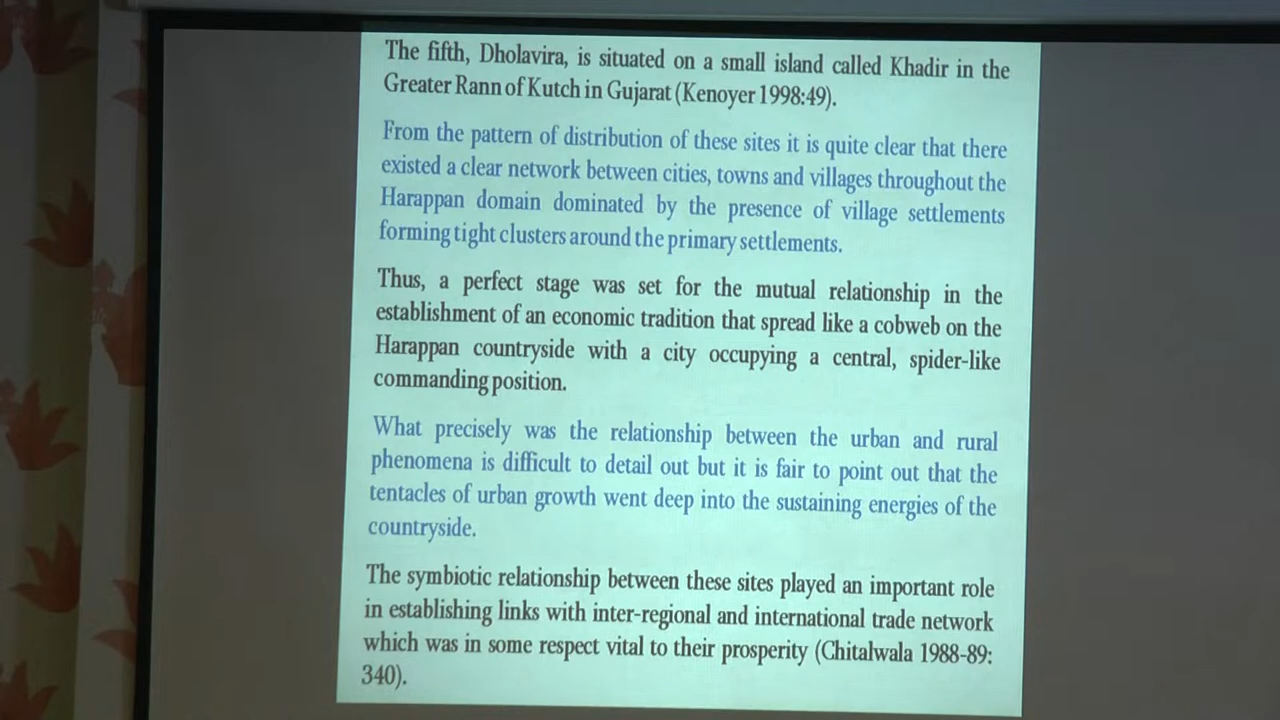 The fifth, Dholavira, is situated on a small island called Khadir in the
Greater Rann of Kutch in Gujarat (Kenoyer 1998:49).
From the pattern of distribution of these sites it is quite clear that there
existed a clear network between cities, towns and villages throughout the
Harappan domain dominated by the presence of village settlements
forming tight clusters around the primary settlements.
Thus, a perfect stage was set for the mutual relationship in the
establishment of an economic tradition that spread like a cobweb on the
Harappan countryside with a city occupying a central, spider-like
commanding position.
What precisely was the relationship between the urban and rural
phenomena is difficult to detail out but it is fair to point out that the
tentacles of urban growth went deep into the sustaining energies of the
countryside.
The symbiotic relationship between these sites played an important role
in establishing links with inter-regional and international trade network
which was in some respect vital to their prosperity (Chitalwala 1988-89:
340).